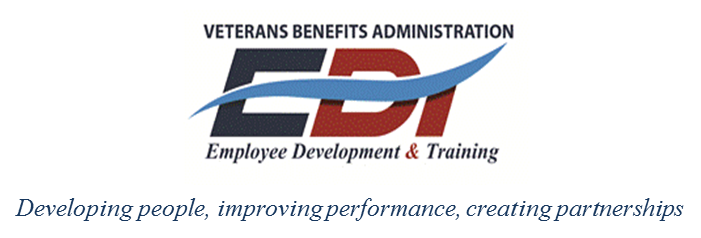 VETERANS BENEFITS ADMINISTRATION
EDT
Employee Development & Training
Developing people, improving performance, creating partnerships